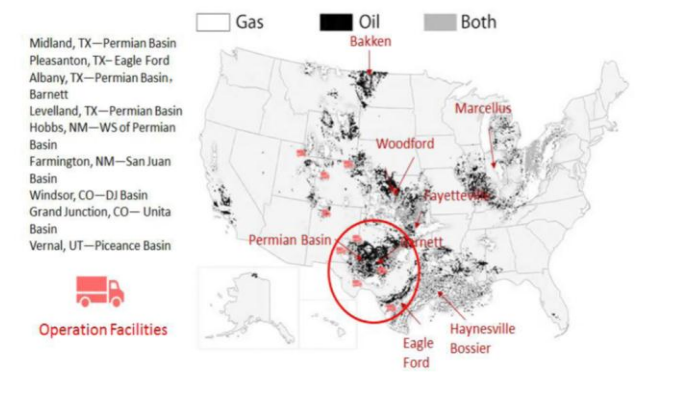 Gas
Oil
Both
Midland, TX—Permian Basin
Pleasanton, TX– Eagle Ford
Albany, TX—Permian Basin,
Barnett
Levelland, TX—Permian Basin
Hobbs, NM—WS of Permian
Basin
Farmington, NM—San Juan
Basin
Windsor, CO—DJ Basin
Grand Junction, CO— Unita
Basin
Vernal, UT—Piceance Basin
Operation Facilities
Bakken
Marcellus
Woodford
Fayetteville
Permian Basin
Barnett
Eagle
Ford
Haynesville
Bossier